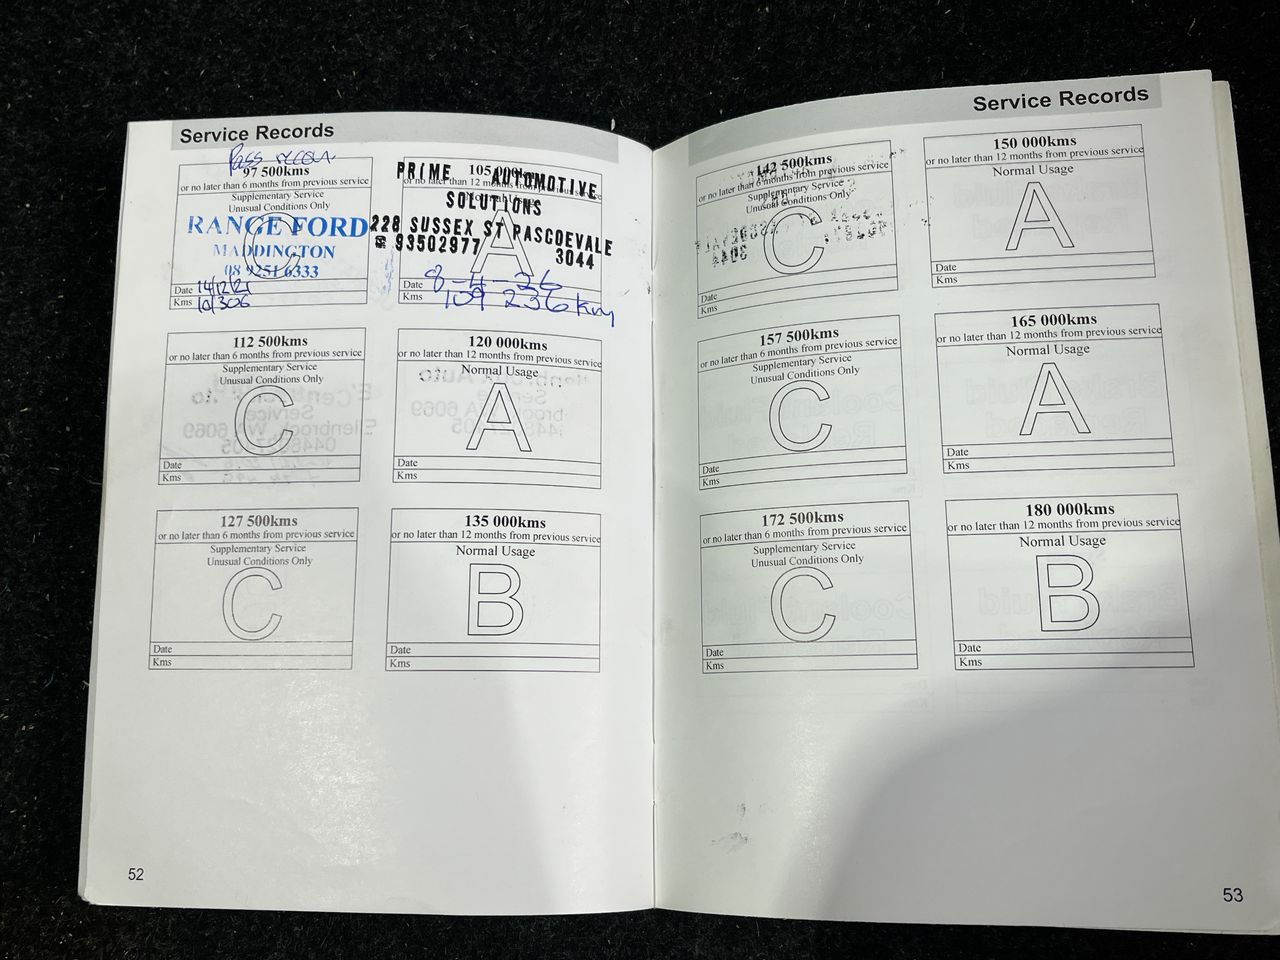 Service Records
Pass recon
97 500kms
or no later than 6 months from previous service
Supplementary Service
Unusual Conditions Only
C
RANGE FORD
MADDINGTON
08 9251 6333
Date 14/12/21
Kms 101306
105 000kms
or no later than 12 months from previous service
A
PRIME AUTOMOTIVE
SOLUTIONS
228 SUSSEX ST PASCOEVALE
☎ 93502977 3044
Date 8-4-26
Kms 109 236 km
112 500kms
or no later than 6 months from previous service
Supplementary Service
Unusual Conditions Only
C
Date
Kms
120 000kms
or no later than 12 months from previous service
Normal Usage
A
Date
Kms
127 500kms
or no later than 6 months from previous service
Supplementary Service
Unusual Conditions Only
C
Date
Kms
135 000kms
or no later than 12 months from previous service
Normal Usage
B
Date
Kms
52
Service Records
142 500kms
or no later than 6 months from previous service
Supplementary Service
Unusual Conditions Only
C
Date
Kms
150 000kms
or no later than 12 months from previous service
Normal Usage
A
Date
Kms
157 500kms
or no later than 6 months from previous service
Supplementary Service
Unusual Conditions Only
C
Date
Kms
165 000kms
or no later than 12 months from previous service
Normal Usage
A
Date
Kms
172 500kms
or no later than 6 months from previous service
Supplementary Service
Unusual Conditions Only
C
Date
Kms
180 000kms
or no later than 12 months from previous service
Normal Usage
B
Date
Kms
53